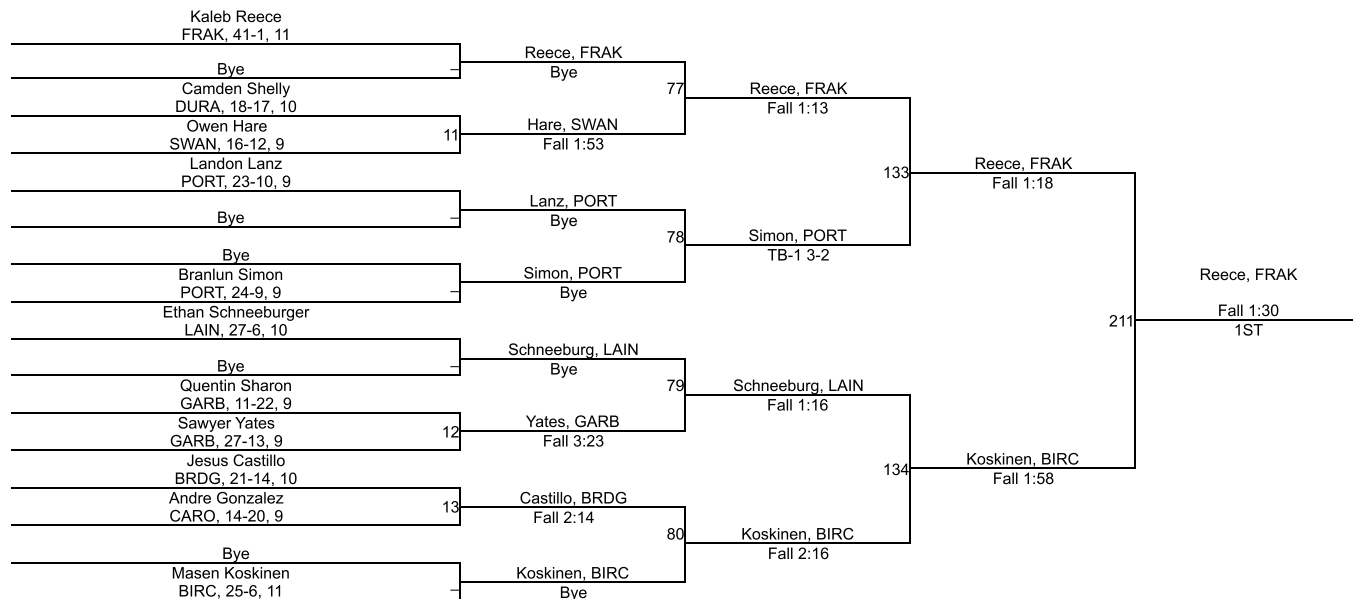 Kaleb Reece
FRAK, 41-1, 11
Bye
Camden Shelly
DURA, 18-17, 10
Owen Hare
SWAN, 16-12, 9
Landon Lanz
PORT, 23-10, 9
Bye
Bye
Branlun Simon
PORT, 24-9, 9
Ethan Schneeburger
LAIN, 27-6, 10
Bye
Quentin Sharon
GARB, 11-22, 9
Sawyer Yates
GARB, 27-13, 9
Jesus Castillo
BRDG, 21-14, 10
Andre Gonzalez
CARO, 14-20, 9
Bye
Masen Koskinen
BIRC, 25-6, 11
–
11
–
–
–
12
13
–
Reece, FRAK
Bye
Hare, SWAN
Fall 1:53
Lanz, PORT
Bye
Simon, PORT
Bye
Schneeburg, LAIN
Bye
Yates, GARB
Fall 3:23
Castillo, BRDG
Fall 2:14
Koskinen, BIRC
Bye
77
78
79
80
Reece, FRAK
Fall 1:13
Simon, PORT
TB-1 3-2
Schneeburg, LAIN
Fall 1:16
Koskinen, BIRC
Fall 2:16
133
134
Reece, FRAK
Fall 1:18
Koskinen, BIRC
Fall 1:58
211
Reece, FRAK
Fall 1:30
1ST